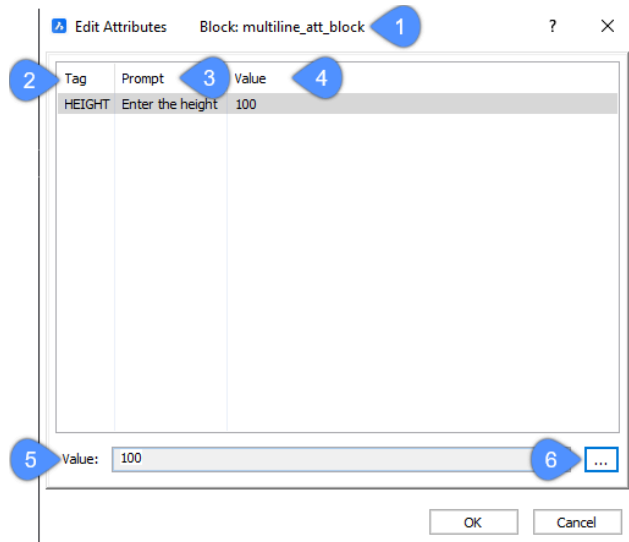 Edit Attributes Block: multiline_att_block 1 ? ×
2 Tag Prompt 3 Value 4
HEIGHT Enter the height 100
5 Value: 100 6 ...
OK Cancel